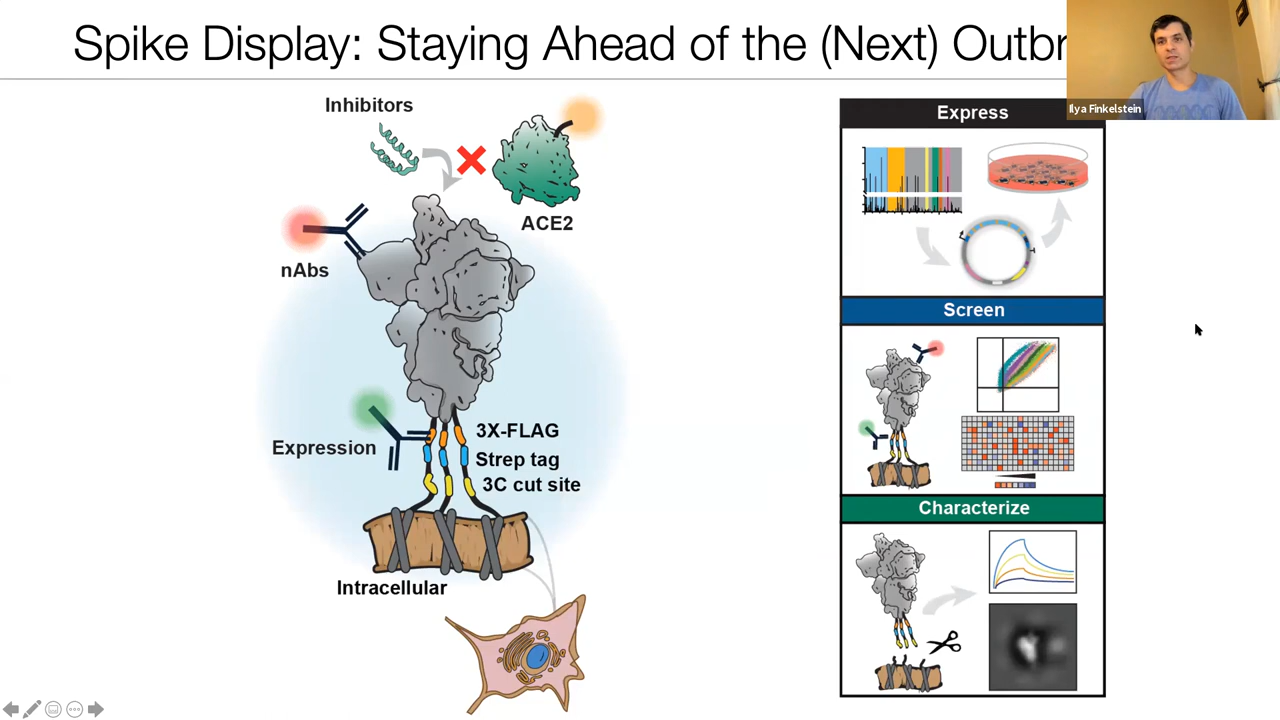 Spike Display: Staying Ahead of the (Next)
Ilya Finkelstein
Inhibitors
ACE2
nAbs
Expression
3X-FLAG
Strep tag
3C cut site
Intracellular
Express
Screen
Characterize